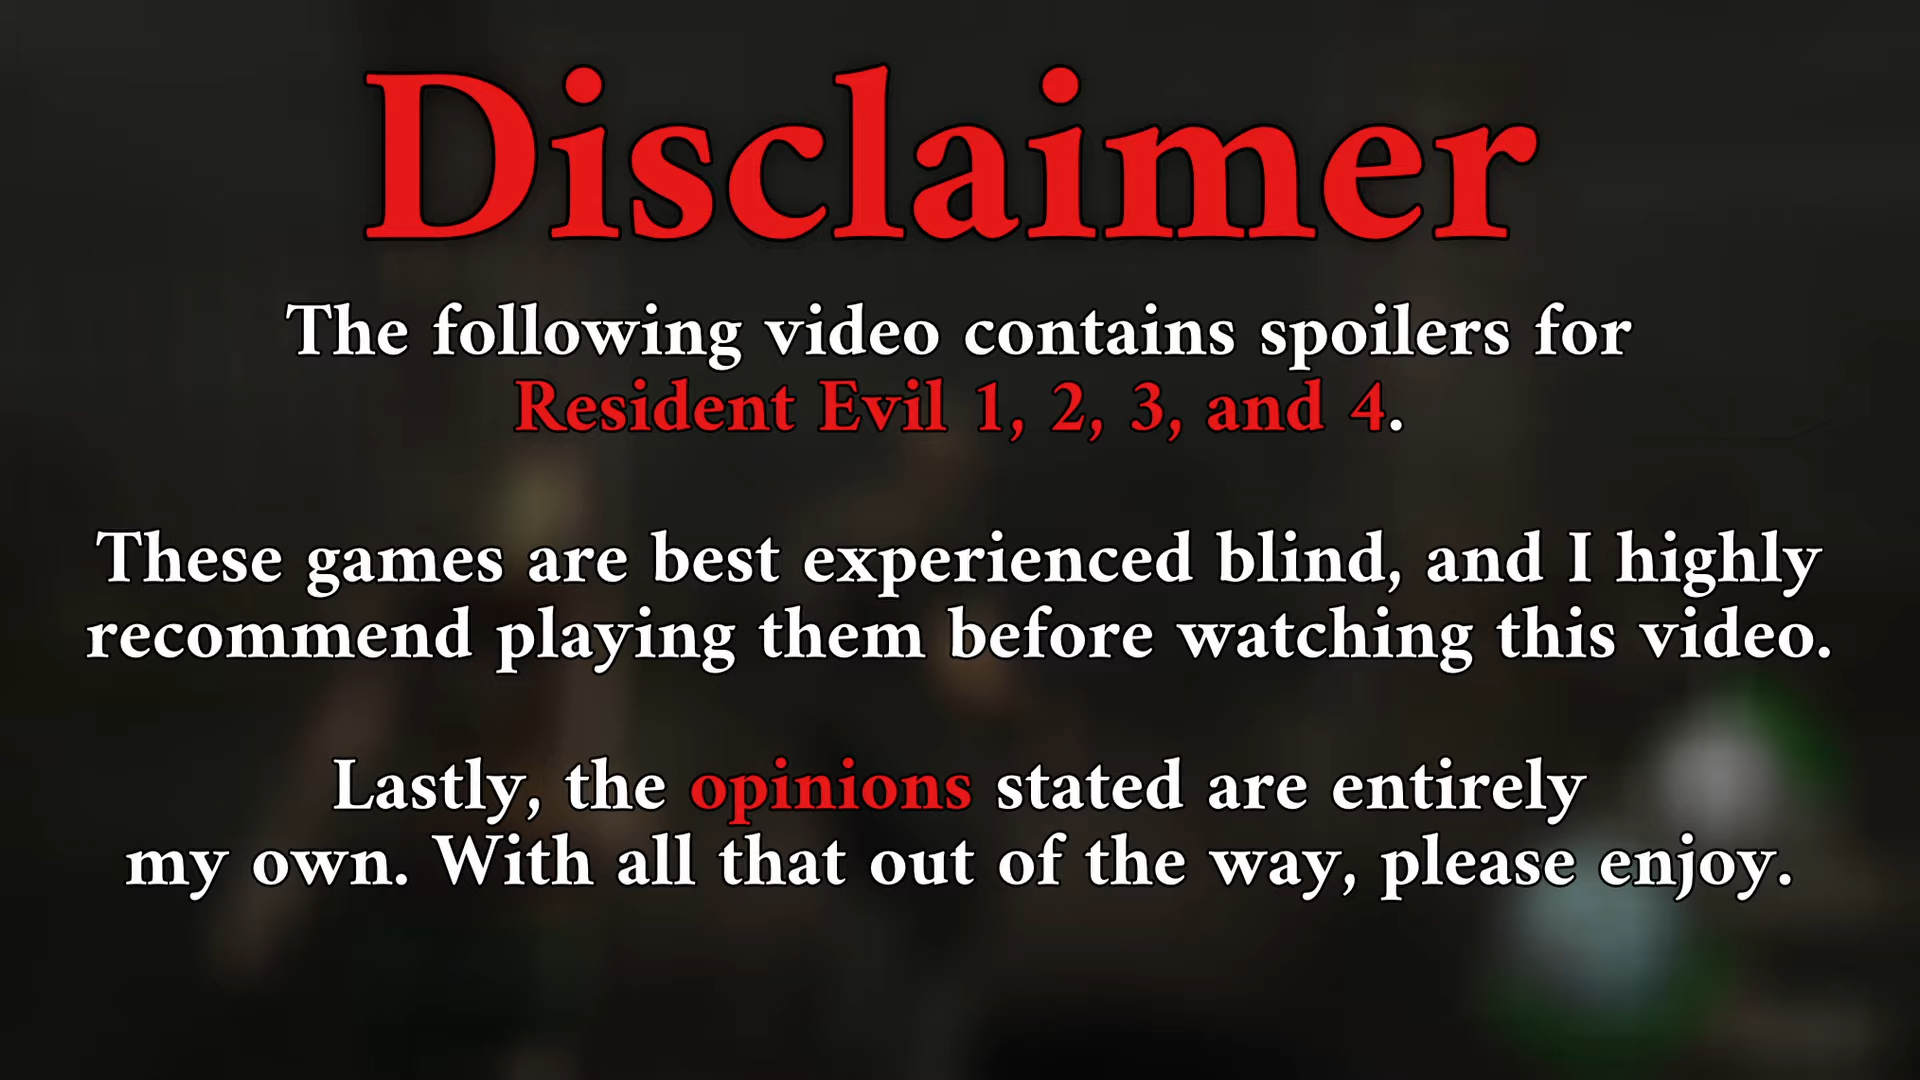 Disclaimer
The following video contains spoilers for
Resident Evil 1, 2, 3, and 4.
These games are best experienced blind, and I highly
recommend playing them before watching this video.
Lastly, the opinions stated are entirely
my own. With all that out of the way, please enjoy.